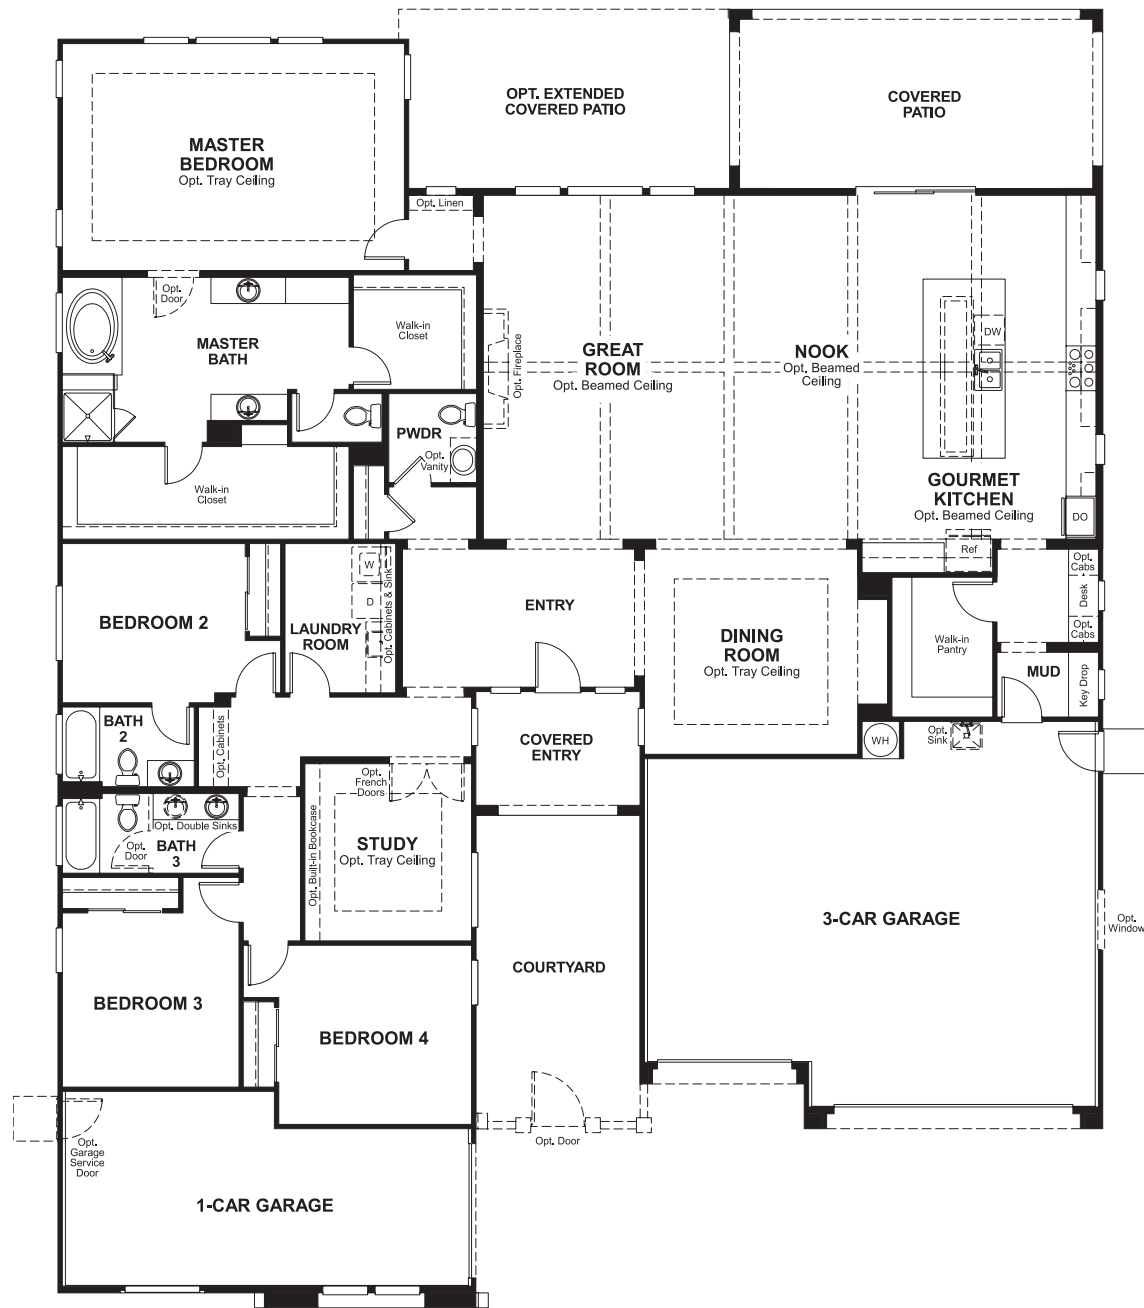 OPT. EXTENDED
COVERED PATIO
COVERED
PATIO
MASTER
BEDROOM
Opt. Tray Ceiling
Opt. Linen
Opt.
Door
MASTER
BATH
Walk-in
Closet
Opt. Fireplace
GREAT
ROOM
Opt. Beamed Ceiling
NOOK
Opt. Beamed
Ceiling
DW
PWDR
Opt.
Vanity
Walk-in
Closet
GOURMET
KITCHEN
Opt. Beamed Ceiling
DO
Ref
W
D
Opt. Cabinets & Sink
LAUNDRY
ROOM
BEDROOM 2
ENTRY
DINING
ROOM
Opt. Tray Ceiling
Walk-in
Pantry
Opt.
Cabs
Desk
Opt.
Cabs
MUD
Key Drop
BATH
2
Opt. Cabinets
COVERED
ENTRY
WH
Opt.
Sink
Opt.
French
Doors
Opt. Double Sinks
Opt.
Door
BATH
3
Opt. Built-in Bookcase
STUDY
Opt. Tray Ceiling
3-CAR GARAGE
Opt.
Window
COURTYARD
BEDROOM 3
BEDROOM 4
Opt. Door
Opt.
Garage
Service
Door
1-CAR GARAGE